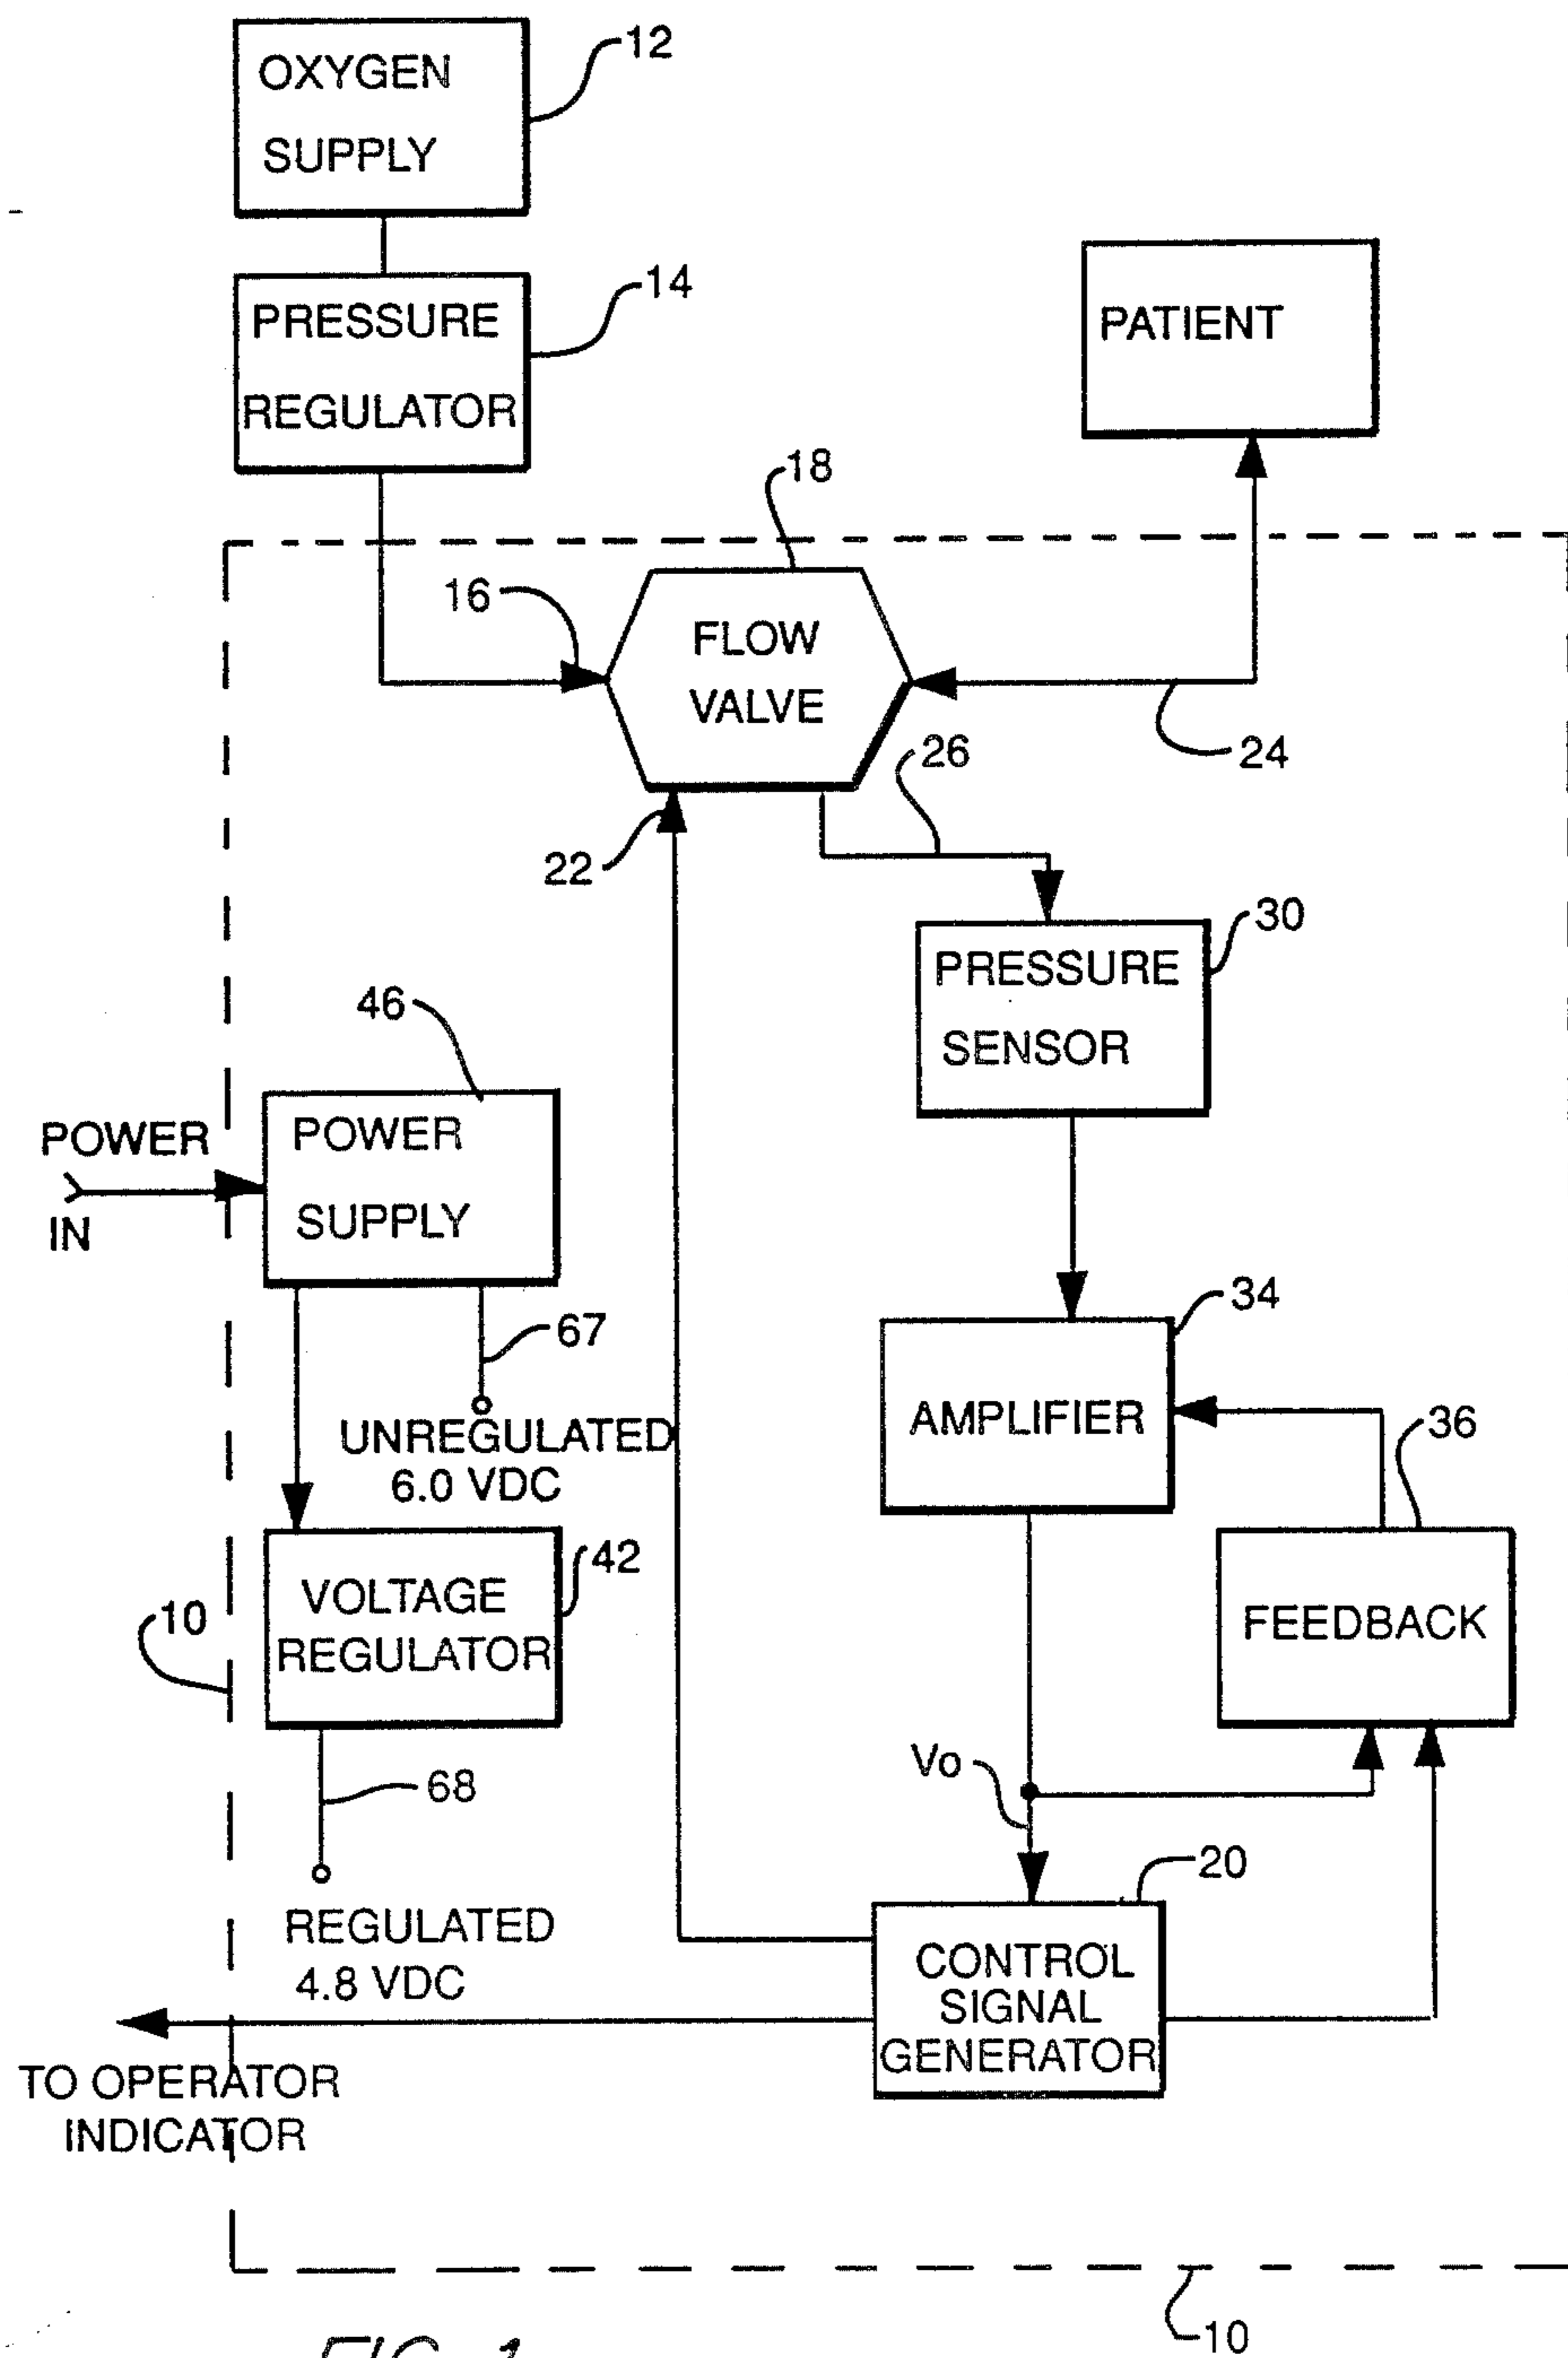 OXYGEN
SUPPLY
12
PRESSURE
REGULATOR
14
PATIENT
18
16
FLOW
VALVE
24
26
22
PRESSURE
SENSOR
30
46
POWER
IN
POWER
SUPPLY
67
UNREGULATED
6.0 VDC
34
AMPLIFIER
36
FEEDBACK
VOLTAGE
REGULATOR
42
10
68
Vo
REGULATED
4.8 VDC
20
CONTROL
SIGNAL
GENERATOR
TO OPERATOR
INDICATOR
10
FIG. 1